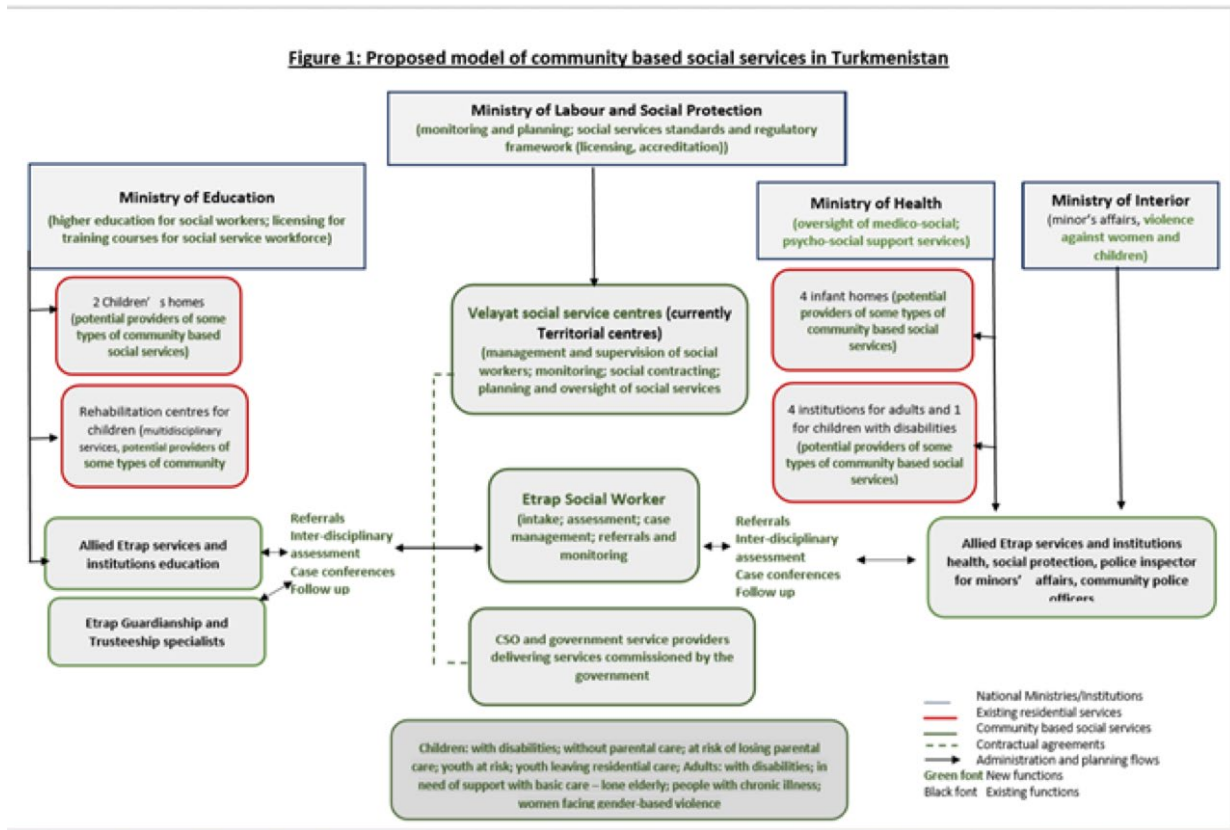 Figure 1: Proposed model of community based social services in Turkmenistan
Ministry of Labour and Social Protection
(monitoring and planning; social services standards and regulatory
framework (licensing, accreditation))
Ministry of Education
(higher education for social workers; licensing for
training courses for social service workforce)
Ministry of Health
(oversight of medico-social;
psycho-social support services)
Ministry of Interior
(minor's affairs, violence
against women and
children)
2 Children' s homes
(potential providers of some
types of community based
social services)
Rehabilitation centres for
children (multidisciplinary
services, potential providers of
some types of community
Velayat social service centres (currently
Territorial centres)
(management and supervision of social
workers; monitoring; social contracting;
planning and oversight of social services
4 infant homes (potential
providers of some types of
community based social
services)
4 institutions for adults and 1
for children with disabilities
(potential providers of some
types of community based social
services)
Allied Etrap services and
institutions education
Etrap Guardianship and
Trusteeship specialists
Referrals
Inter-disciplinary
assessment
Case conferences
Follow up
Etrap Social Worker
(intake; assessment; case
management; referrals and
monitoring
Referrals
Inter-disciplinary
assessment
Case conferences
Follow up
Allied Etrap services and institutions
health, social protection, police inspector
for minors' affairs, community police
officers
CSO and government service providers
delivering services commissioned by the
government
Children: with disabilities; without parental care; at risk of losing parental
care; youth at risk; youth leaving residential care; Adults: with disabilities; in
need of support with basic care – lone elderly; people with chronic illness;
women facing gender-based violence
National Ministries/Institutions
Existing residential services
Community based social services
Contractual agreements
Administration and planning flows
Green font New functions
Black font Existing functions